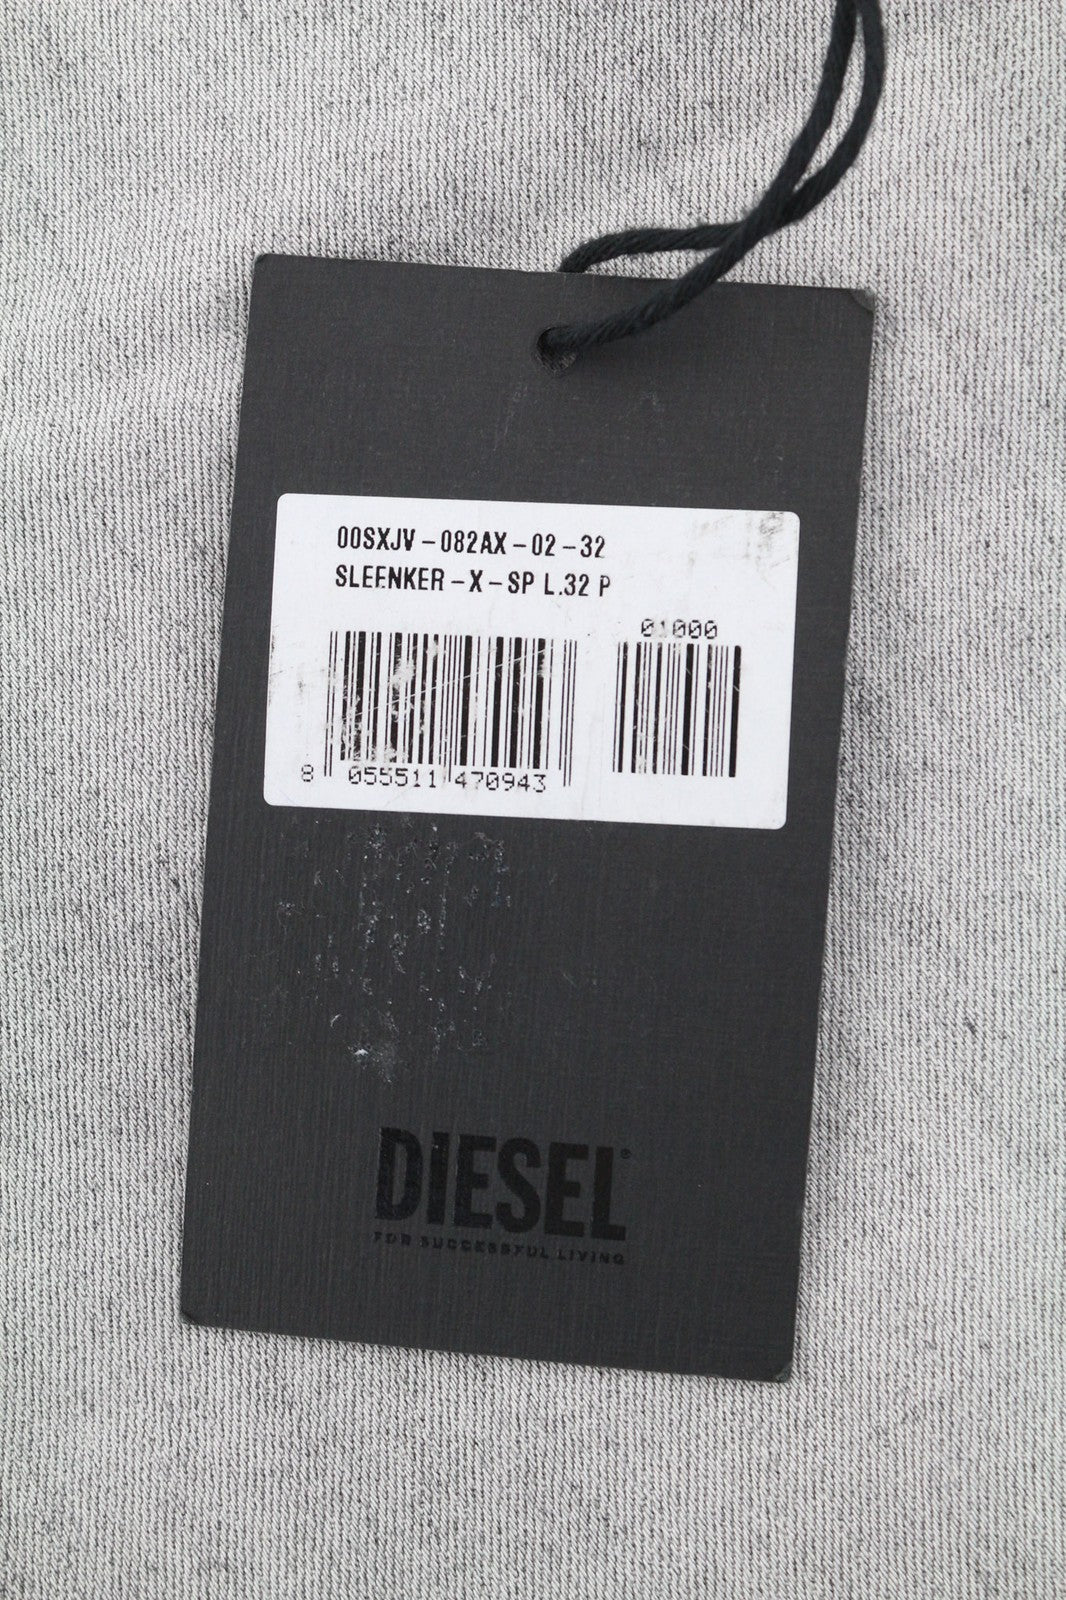 00SXJV-082AX-02-32
SLEENKER-X-SP L.32 P
01000
8 055511 470943
DIESEL®
FOR SUCCESSFUL LIVING